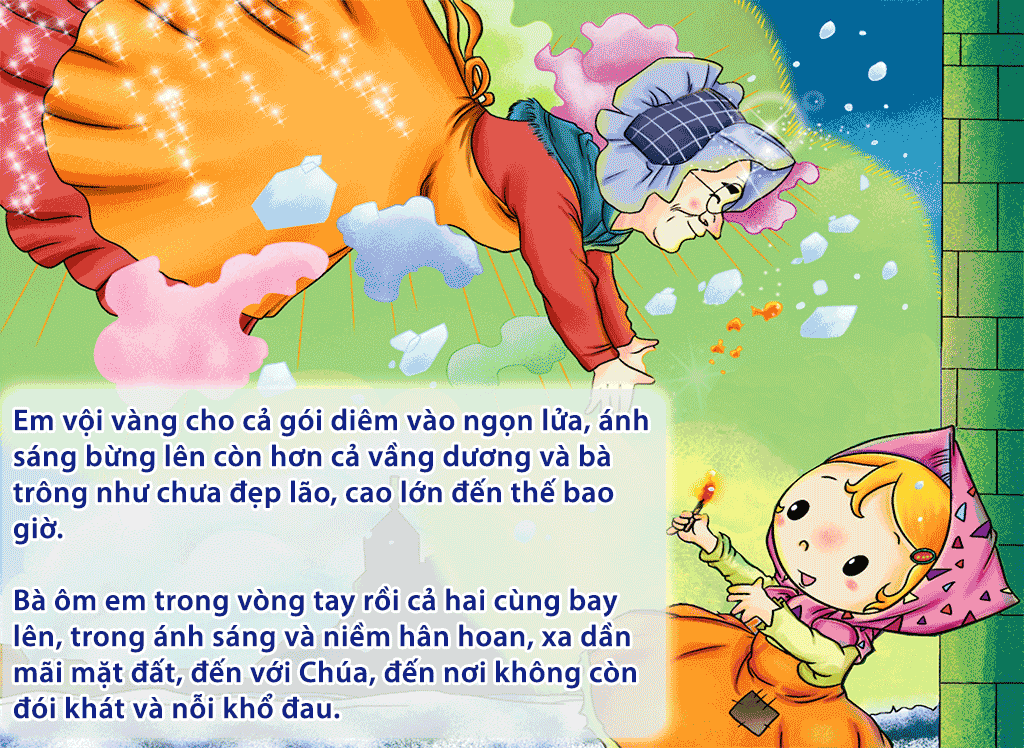 Em vội vàng cho cả gói diêm vào ngọn lửa, ánh
sáng bừng lên còn hơn cả vầng dương và bà
trông như chưa đẹp lão, cao lớn đến thế bao
giờ.
Bà ôm em trong vòng tay rồi cả hai cùng bay
lên, trong ánh sáng và niềm hân hoan, xa dần
mãi mặt đất, đến với Chúa, đến nơi không còn
đói khát và nỗi khổ đau.